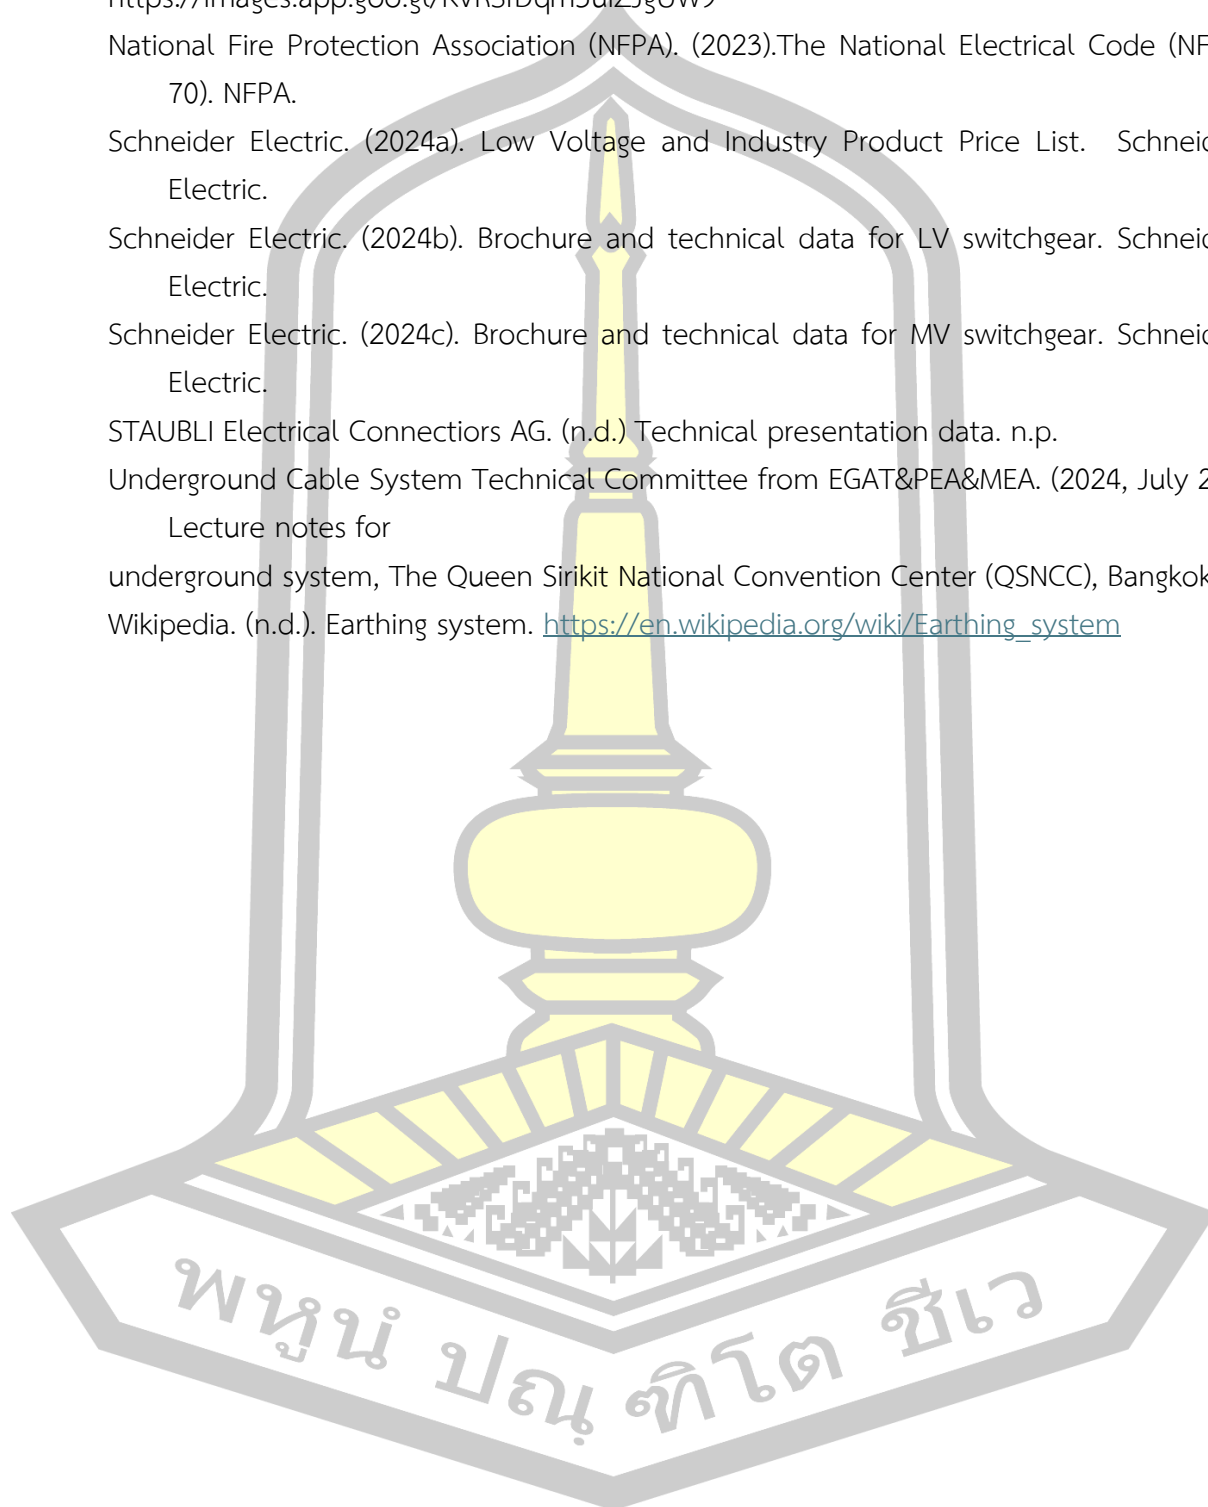 National Fire Protection Association (NFPA). (2023).The National Electrical Code (NF
70). NFPA.
Schneider Electric. (2024a). Low Voltage and Industry Product Price List. Schneid
Electric.
Schneider Electric. (2024b). Brochure and technical data for LV switchgear. Schneid
Electric.
Schneider Electric. (2024c). Brochure and technical data for MV switchgear. Schneid
Electric.
STAUBLI Electrical Connectiors AG. (n.d.) Technical presentation data. n.p.
Underground Cable System Technical Committee from EGAT&PEA&MEA. (2024, July 2
Lecture notes for
underground system, The Queen Sirikit National Convention Center (QSNCC), Bangkok
Wikipedia. (n.d.). Earthing system. https://en.wikipedia.org/wiki/Earthing_system
พหูนํ ปณฺฑิโต ชีเว